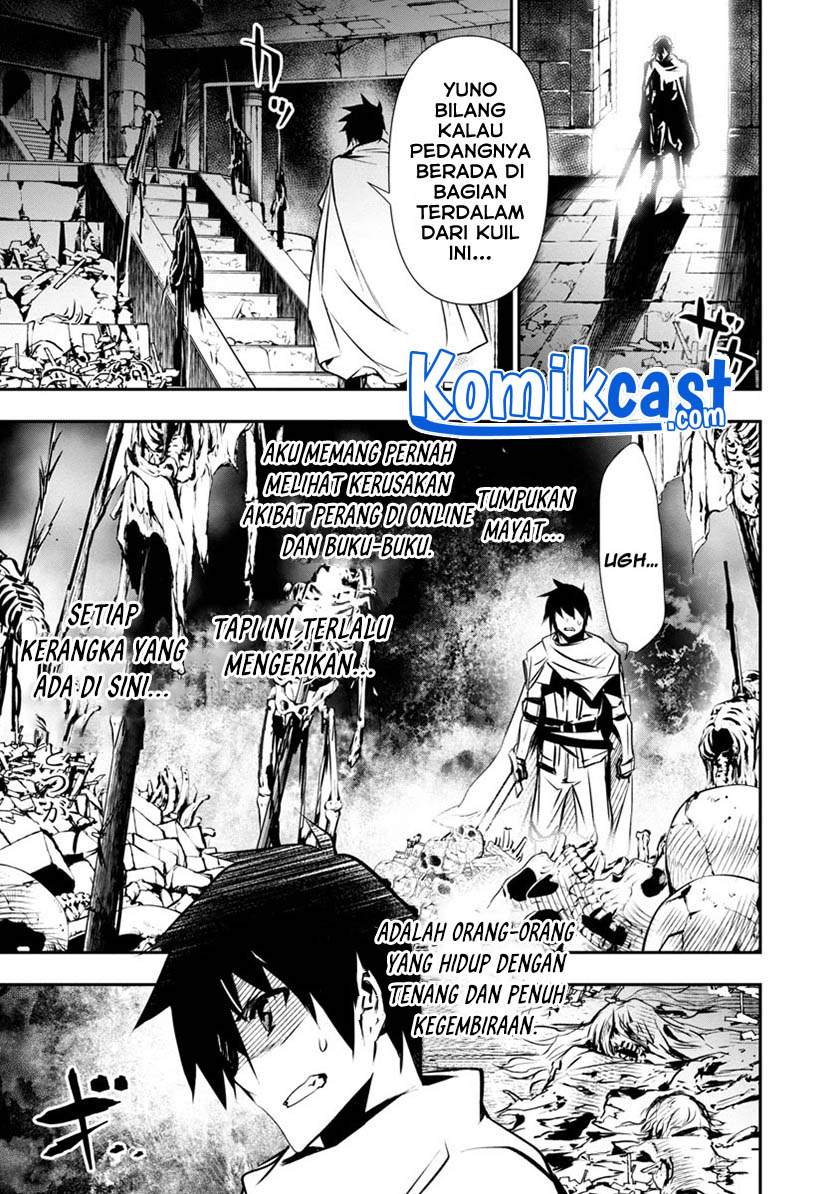 YUNO
BILANG
KALAU
PEDANGNYA
BERADA DI
BAGIAN
TERDALAM
DARI KUIL
INI...
Komikcast
.com
UGH...
TUMPUKAN
MAYAT...
AKU MEMANG PERNAH
MELIHAT KERUSAKAN
AKIBAT PERANG DI ONLINE
DAN BUKU-BUKU.
TAPI INI TERLALU
MENGERIKAN...
SETIAP
KERANGKA YANG
ADA DI SINI...
ADALAH ORANG-ORANG
YANG HIDUP DENGAN
TENANG DAN PENUH
KEGEMBIRAAN.